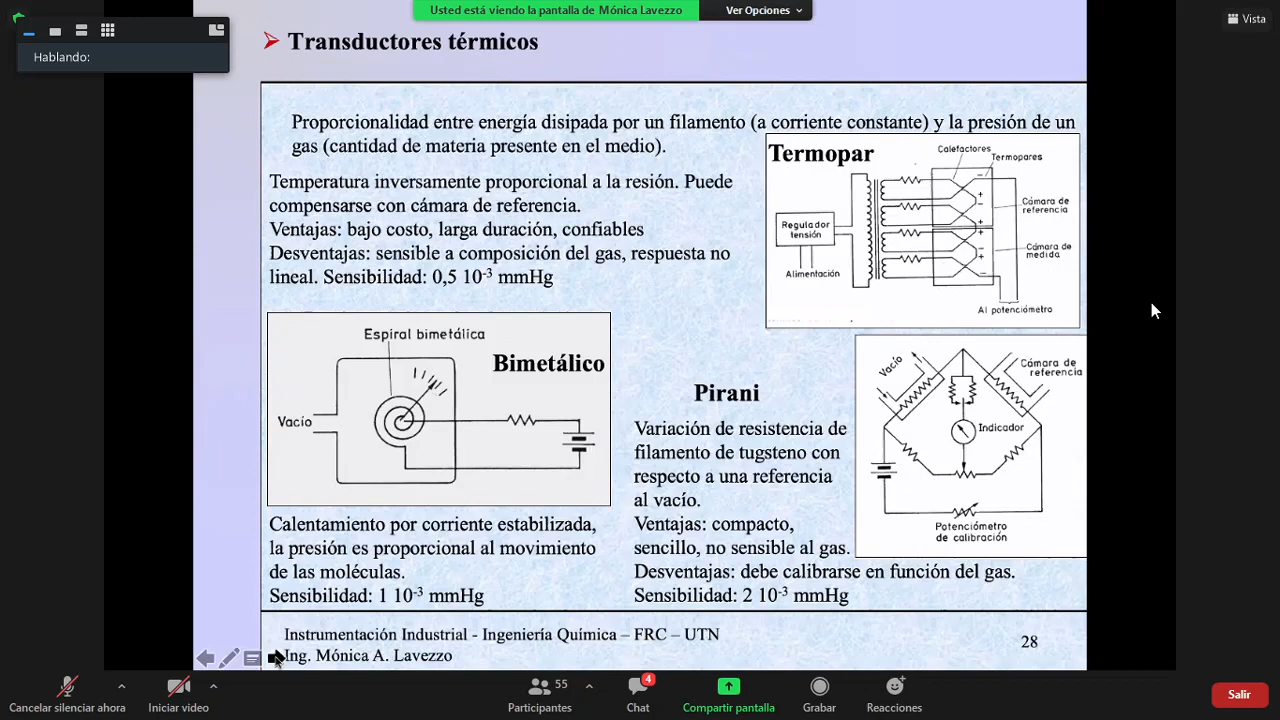 Usted está viendo la pantalla de Mónica Lavezzo
Ver Opciones
Vista
Hablando:
Transductores térmicos
Proporcionalidad entre energía disipada por un filamento (a corriente constante) y la presión de un
gas (cantidad de materia presente en el medio).
Temperatura inversamente proporcional a la resión. Puede
compensarse con cámara de referencia.
Ventajas: bajo costo, larga duración, confiables
Desventajas: sensible a composición del gas, respuesta no
lineal. Sensibilidad: 0,5 10⁻³ mmHg
Termopar
Calefactores
Termopares
Regulador
tensión
Alimentación
Cámara de
referencia
Cámara de
medida
Al potenciómetro
Espiral bimetálica
Bimetálico
Vacío
Calentamiento por corriente estabilizada,
la presión es proporcional al movimiento
de las moléculas.
Sensibilidad: 1 10⁻³ mmHg
Pirani
Variación de resistencia de
filamento de tugsteno con
respecto a una referencia
al vacío.
Ventajas: compacto,
sencillo, no sensible al gas.
Desventajas: debe calibrarse en función del gas.
Sensibilidad: 2 10⁻³ mmHg
Vacío
Cámara de
referencia
Indicador
Potenciómetro
de calibración
Instrumentación Industrial - Ingeniería Química – FRC – UTN
Ing. Mónica A. Lavezzo
28
Cancelar silenciar ahora
Iniciar video
55
Participantes
4
Chat
Compartir pantalla
Grabar
Reacciones
Salir